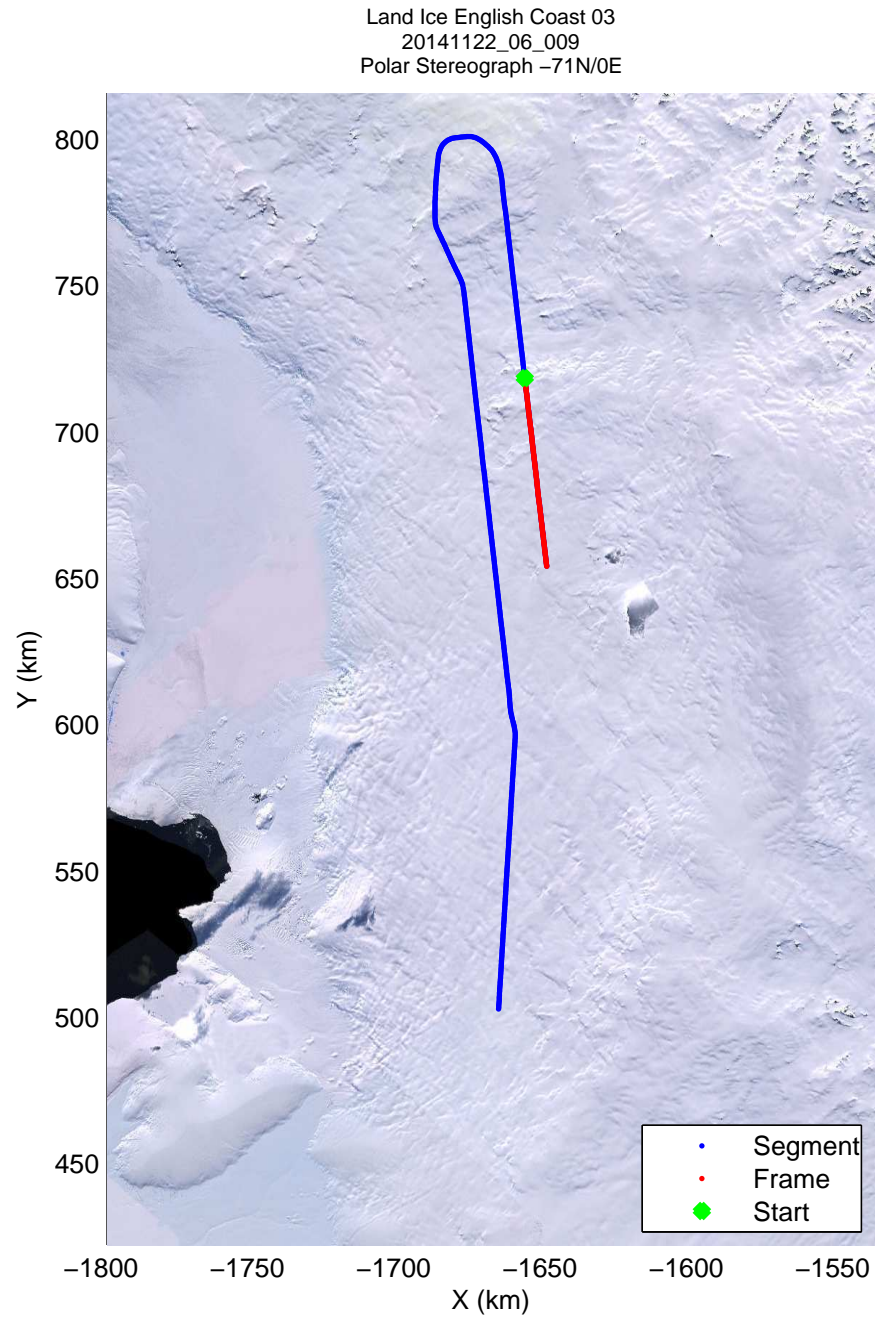 Land Ice English Coast 03
20141122_06_009
Polar Stereograph −71N/0E
800
750
700
650
600
550
500
450
Y (km)
−1800
−1750
−1700
−1650
−1600
−1550
X (km)
Segment
Frame
Start